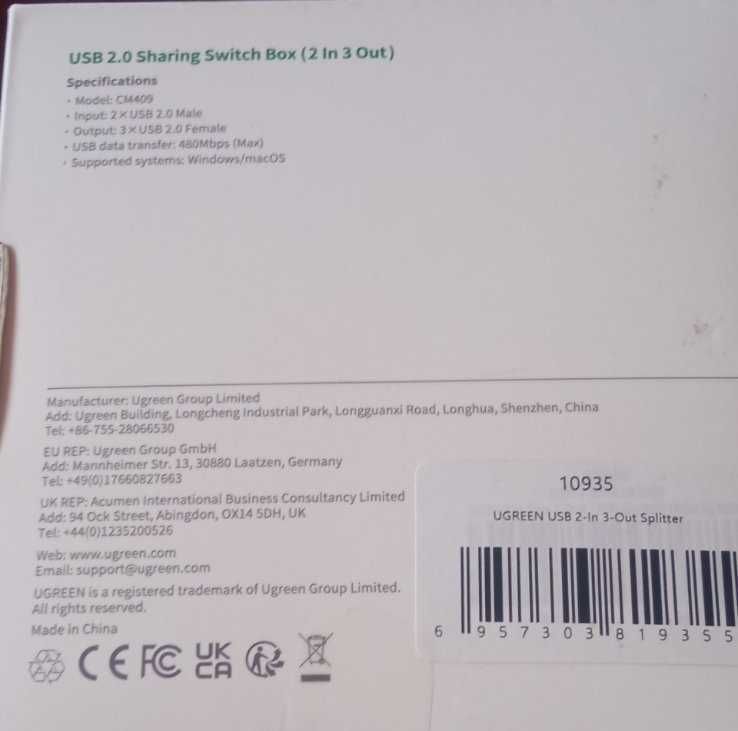 USB 2.0 Sharing Switch Box (2 In 3 Out)
Specifications
· Model: CM409
· Input: 2×USB 2.0 Male
· Output: 3×USB 2.0 Female
· USB data transfer: 480Mbps (Max)
· Supported systems: Windows/macOS
Manufacturer: Ugreen Group Limited
Add: Ugreen Building, Longcheng Industrial Park, Longguanxi Road, Longhua, Shenzhen, China
Tel: +86-755-28066530
EU REP: Ugreen Group GmbH
Add: Mannheimer Str. 13, 30880 Laatzen, Germany
Tel: +49(0)17660827663
UK REP: Acumen International Business Consultancy Limited
Add: 94 Ock Street, Abingdon, OX14 5DH, UK
Tel: +44(0)1235200526
Web: www.ugreen.com
Email: support@ugreen.com
UGREEN is a registered trademark of Ugreen Group Limited.
All rights reserved.
Made in China
CE FC UK CA
10935
UGREEN USB 2-In 3-Out Splitter
6 957303 819355